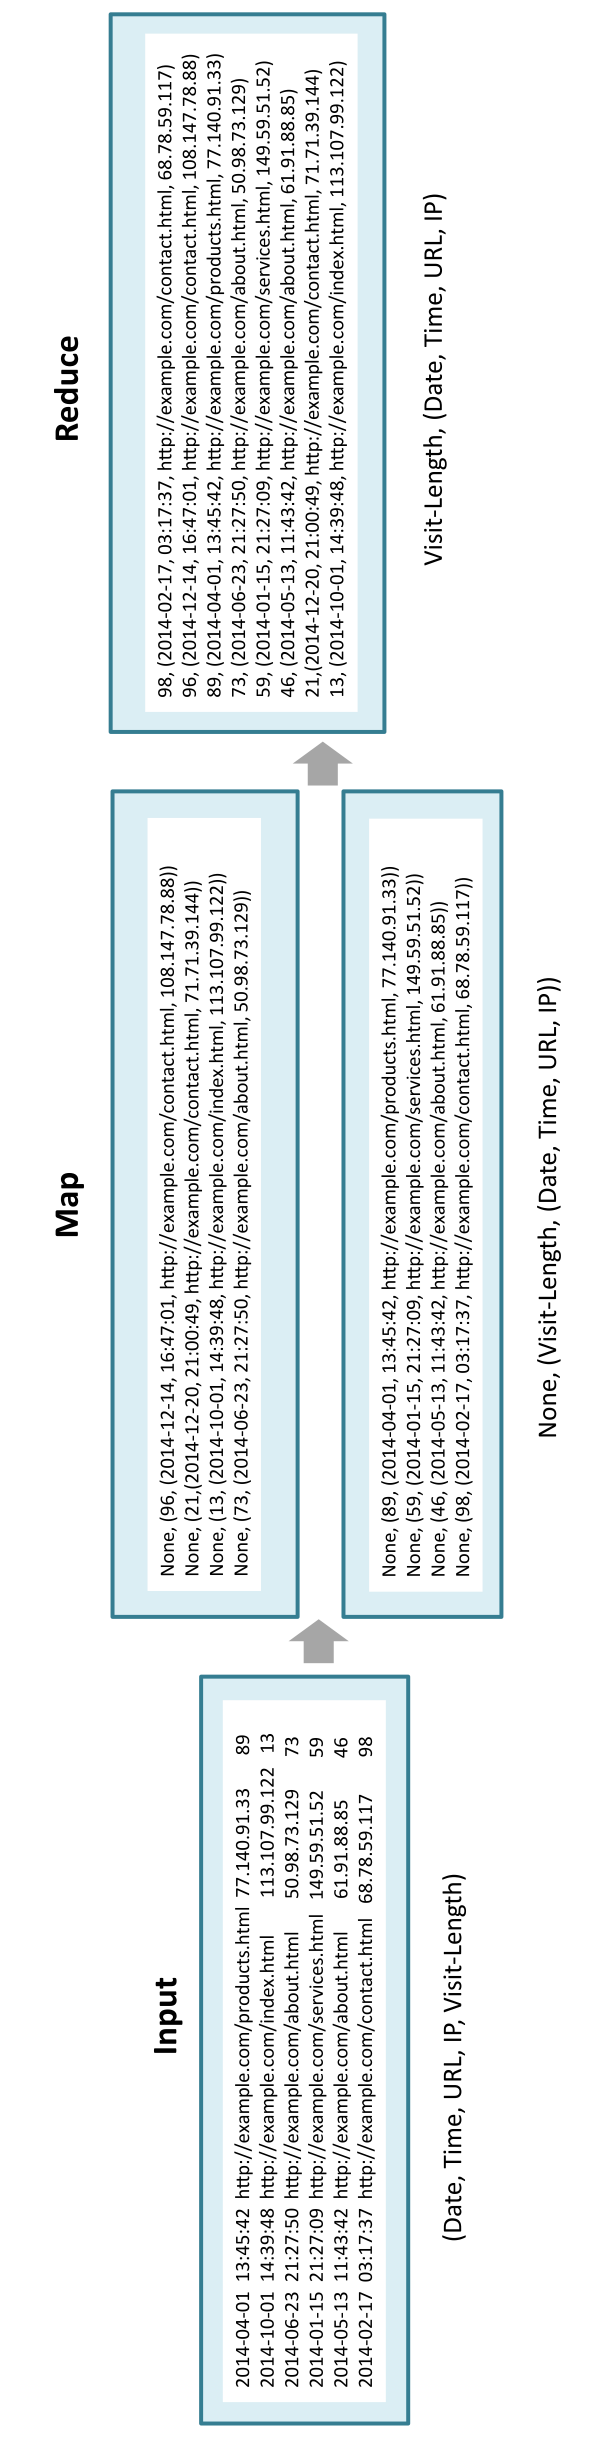 Input
2014-04-01 13:45:42 http://example.com/products.html 77.140.91.33 89
2014-10-01 14:39:48 http://example.com/index.html 113.107.99.122 13
2014-06-23 21:27:50 http://example.com/about.html 50.98.73.129 73
2014-01-15 21:27:09 http://example.com/services.html 149.59.51.52 59
2014-05-13 11:43:42 http://example.com/about.html 61.91.88.85 46
2014-02-17 03:17:37 http://example.com/contact.html 68.78.59.117 98
(Date, Time, URL, IP, Visit-Length)
Map
None, (96, (2014-12-14, 16:47:01, http://example.com/contact.html, 108.147.78.88))
None, (21,(2014-12-20, 21:00:49, http://example.com/contact.html, 71.71.39.144))
None, (13, (2014-10-01, 14:39:48, http://example.com/index.html, 113.107.99.122))
None, (73, (2014-06-23, 21:27:50, http://example.com/about.html, 50.98.73.129))
None, (89, (2014-04-01, 13:45:42, http://example.com/products.html, 77.140.91.33))
None, (59, (2014-01-15, 21:27:09, http://example.com/services.html, 149.59.51.52))
None, (46, (2014-05-13, 11:43:42, http://example.com/about.html, 61.91.88.85))
None, (98, (2014-02-17, 03:17:37, http://example.com/contact.html, 68.78.59.117))
None, (Visit-Length, (Date, Time, URL, IP))
Reduce
98, (2014-02-17, 03:17:37, http://example.com/contact.html, 68.78.59.117)
96, (2014-12-14, 16:47:01, http://example.com/contact.html, 108.147.78.88)
89, (2014-04-01, 13:45:42, http://example.com/products.html, 77.140.91.33)
73, (2014-06-23, 21:27:50, http://example.com/about.html, 50.98.73.129)
59, (2014-01-15, 21:27:09, http://example.com/services.html, 149.59.51.52)
46, (2014-05-13, 11:43:42, http://example.com/about.html, 61.91.88.85)
21,(2014-12-20, 21:00:49, http://example.com/contact.html, 71.71.39.144)
13, (2014-10-01, 14:39:48, http://example.com/index.html, 113.107.99.122)
Visit-Length, (Date, Time, URL, IP)